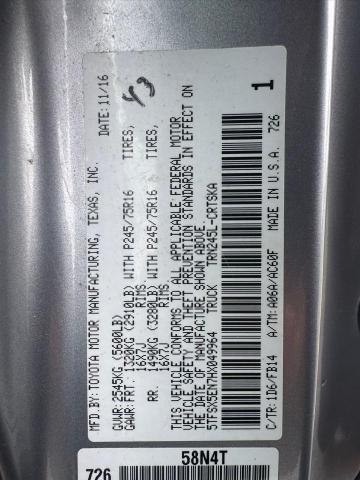 MFD.BY: TOYOTA MOTOR MANUFACTURING, TEXAS, INC. DATE: 11/16
GVWR: 2545KG (5600LB)
GAWR: FRT: 1320KG (2910LB) WITH P245/75R16 TIRES,
16X7J RIMS
RR. 1490KG (3280LB) WITH P245/75R16 TIRES,
16X7J RIMS
43
THIS VEHICLE CONFORMS TO ALL APPLICABLE FEDERAL MOTOR
VEHICLE SAFETY AND THEFT PREVENTION STANDARDS IN EFFECT ON
THE DATE OF MANUFACTURE SHOWN ABOVE.
5TFSX5EN7HX049964 TRUCK TRN245L-CRTSKA
1
C/TR: 1D6/FB14 A/TM: A06A/AC60F MADE IN U.S.A. 726
726 58N4T